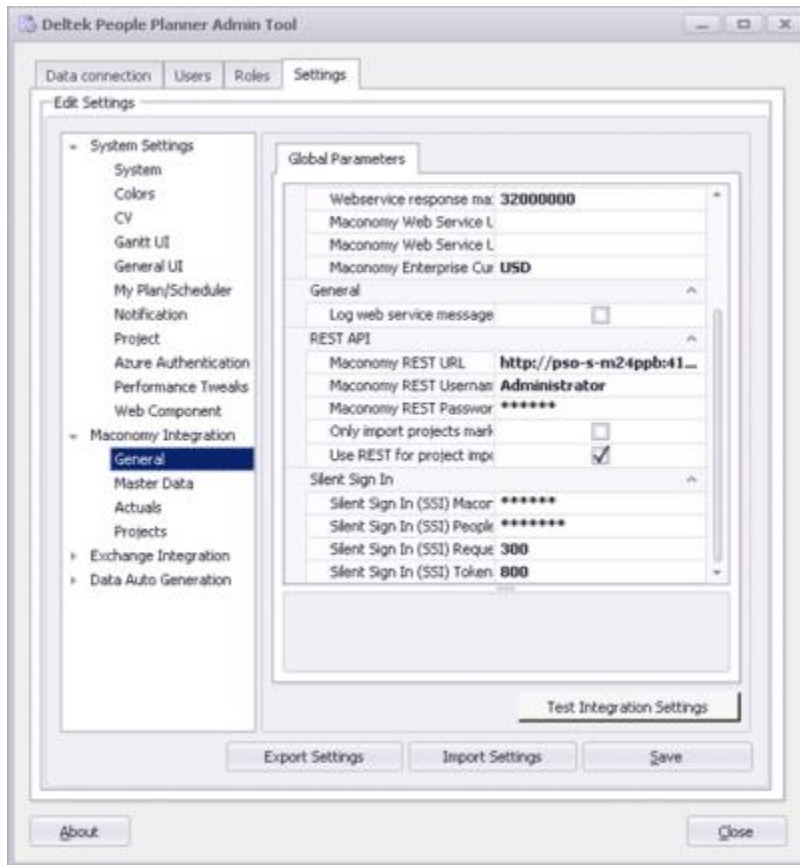 Deltek People Planner Admin Tool
Data connection Users Roles Settings
Edit Settings
System Settings
System
Colors
CV
Gantt UI
General UI
My Plan/Scheduler
Notification
Project
Azure Authentication
Performance Tweaks
Web Component
Maconomy Integration
General
Master Data
Actuals
Projects
Exchange Integration
Data Auto Generation
Global Parameters
Webservice response ma: 32000000
Maconomy Web Service U
Maconomy Web Service U
Maconomy Enterprise Cur USD
General
Log web service message
REST API
Maconomy REST URL http://pso-s-m24ppb:41...
Maconomy REST Usernam Administrator
Maconomy REST Passwor ******
Only import projects mark
Use REST for project impo
Silent Sign In
Silent Sign In (SSI) Macor ******
Silent Sign In (SSI) People *******
Silent Sign In (SSI) Reque 300
Silent Sign In (SSI) Token 800
Test Integration Settings
Export Settings Import Settings Save
About Close